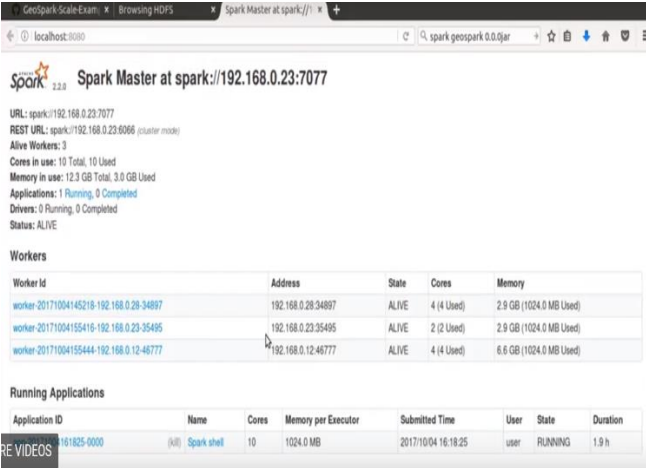 GeoSpark-Scale-Exam × Browsing HDFS × Spark Master at spark://1 × +
localhost:8080 spark geospark 0.0.0jar
APACHE Spark 2.2.0 Spark Master at spark://192.168.0.23:7077
URL: spark://192.168.0.23:7077
REST URL: spark://192.168.0.23:6066 (cluster mode)
Alive Workers: 3
Cores in use: 10 Total, 10 Used
Memory in use: 12.3 GB Total, 3.0 GB Used
Applications: 1 Running, 0 Completed
Drivers: 0 Running, 0 Completed
Status: ALIVE
Workers
Worker Id Address State Cores Memory
worker-20171004145218-192.168.0.28-34897 192.168.0.28:34897 ALIVE 4 (4 Used) 2.9 GB (1024.0 MB Used)
worker-20171004155416-192.168.0.23-35495 192.168.0.23:35495 ALIVE 2 (2 Used) 2.9 GB (1024.0 MB Used)
worker-20171004155444-192.168.0.12-46777 192.168.0.12:46777 ALIVE 4 (4 Used) 6.6 GB (1024.0 MB Used)
Running Applications
Application ID Name Cores Memory per Executor Submitted Time User State Duration
161825-0000 (kill) Spark shell 10 1024.0 MB 2017/10/04 16:18:25 user RUNNING 1.9 h
RE VIDEOS